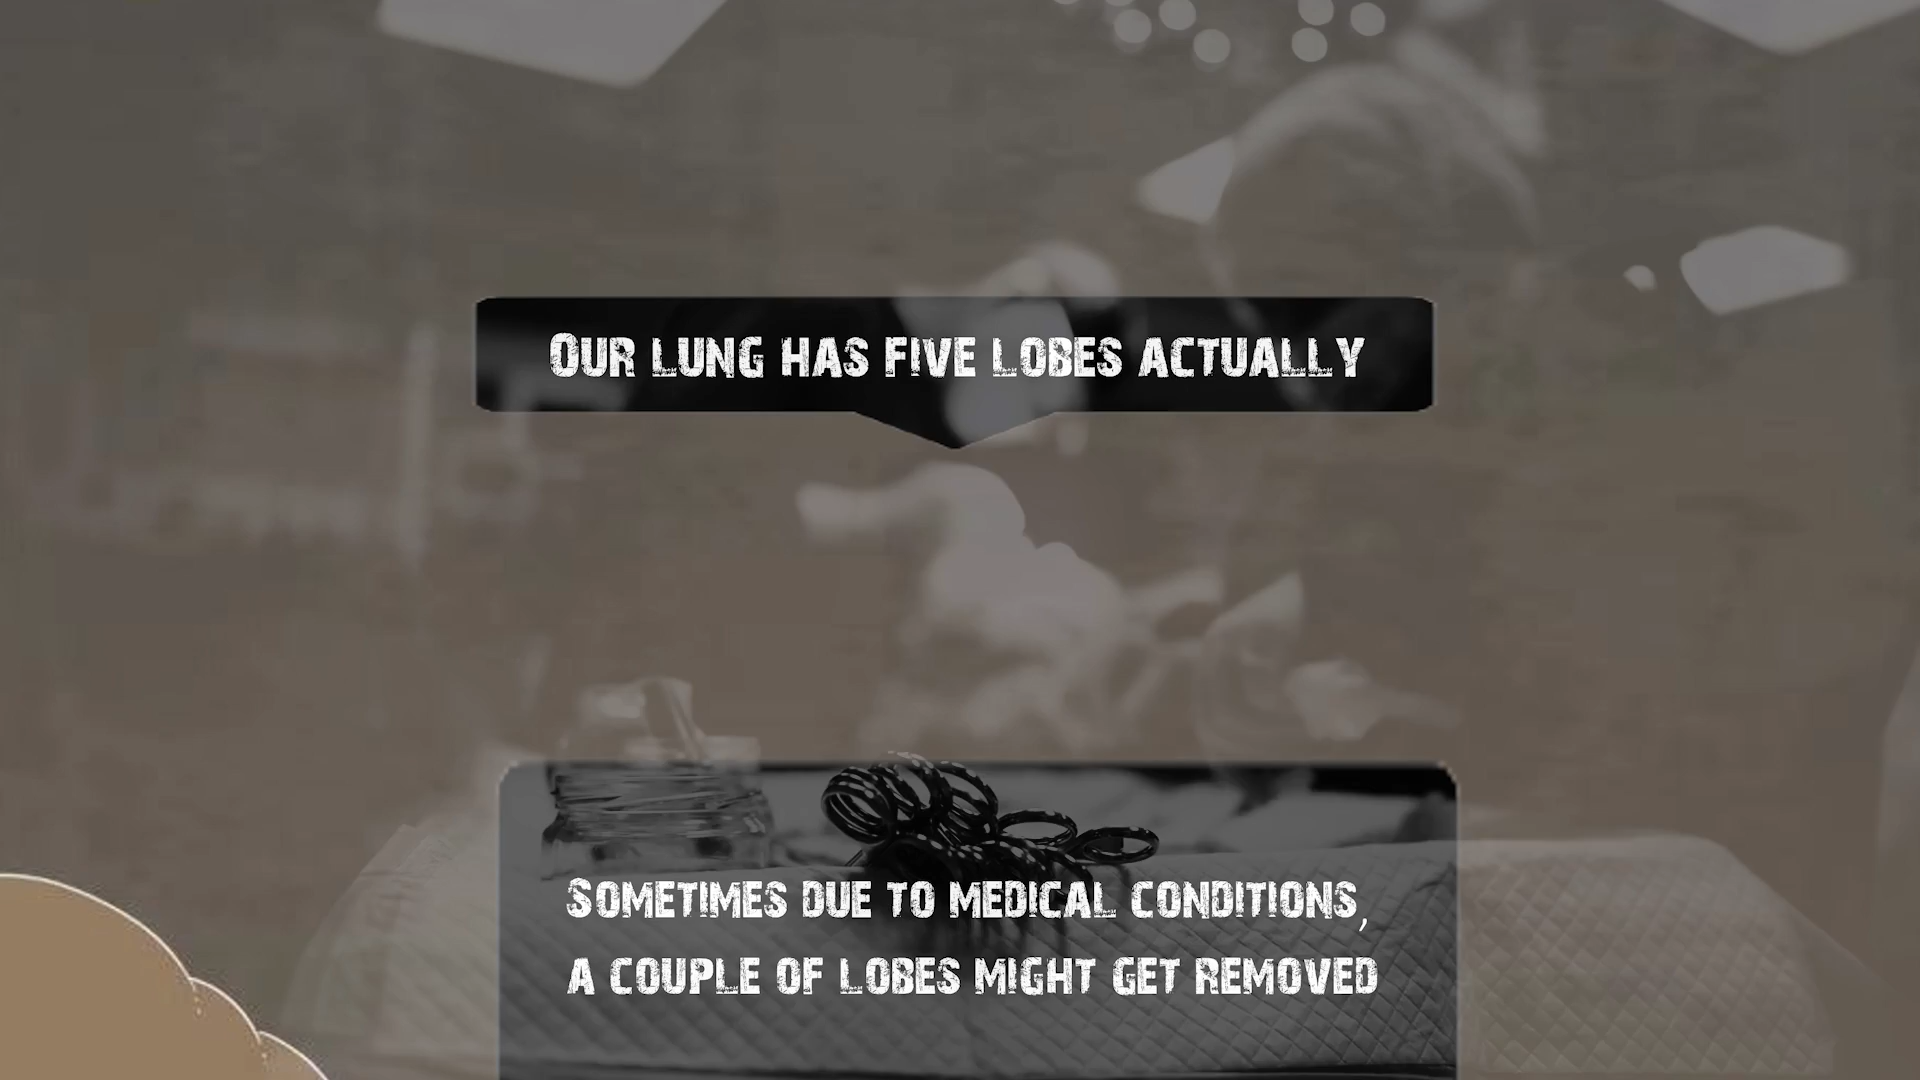 Our lung has five lobes actually
Sometimes due to medical conditions,
a couple of lobes might get removed